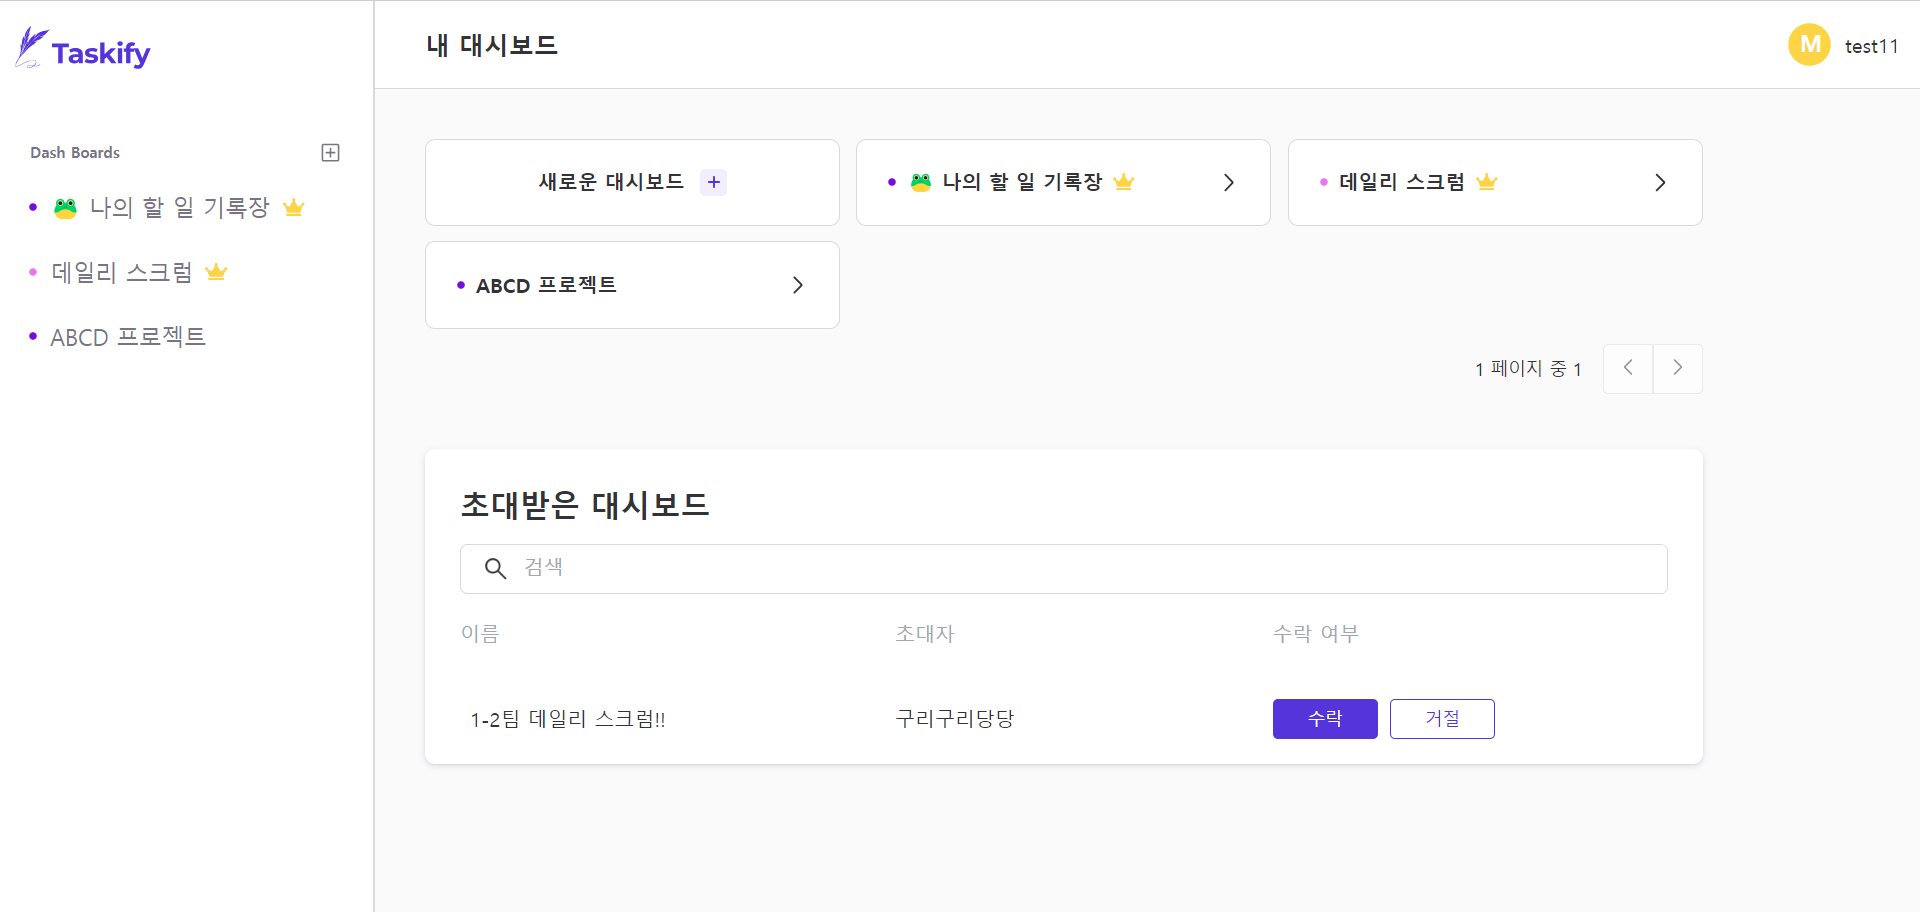 Taskify
내 대시보드
M test11
Dash Boards
🐸 나의 할 일 기록장 👑
데일리 스크럼 👑
ABCD 프로젝트
새로운 대시보드 +
🐸 나의 할 일 기록장 👑
데일리 스크럼 👑
ABCD 프로젝트
1 페이지 중 1
초대받은 대시보드
검색
이름 초대자 수락 여부
1-2팀 데일리 스크럼!! 구리구리당당 수락 거절